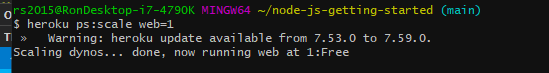 rs2015@RonDesktop-i7-4790K MINGW64 ~/node-js-getting-started (main)
$ heroku ps:scale web=1
» Warning: heroku update available from 7.53.0 to 7.59.0.
Scaling dynos... done, now running web at 1:Free